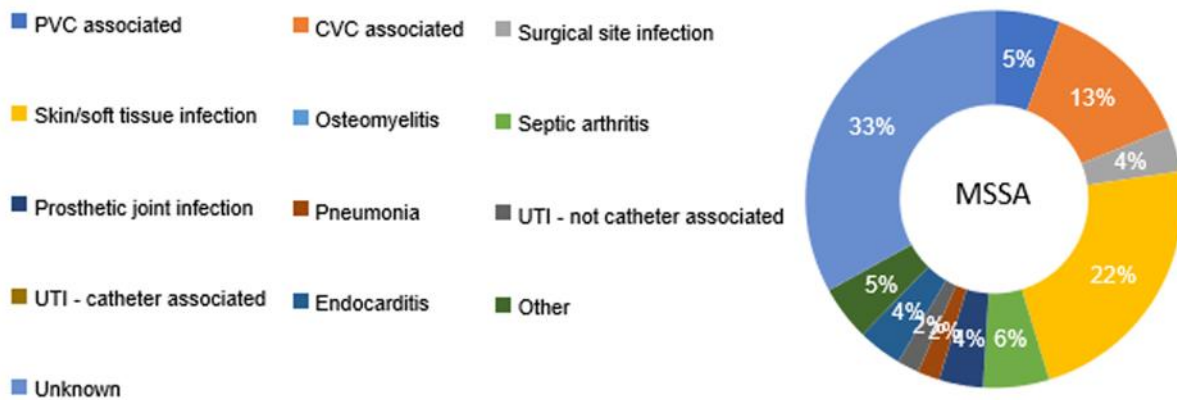 PVC associated
CVC associated
Surgical site infection
Skin/soft tissue infection
Osteomyelitis
Septic arthritis
Prosthetic joint infection
Pneumonia
UTI - not catheter associated
UTI - catheter associated
Endocarditis
Other
Unknown
MSSA
5%
13%
4%
22%
6%
4%
2%
2%
4%
5%
33%